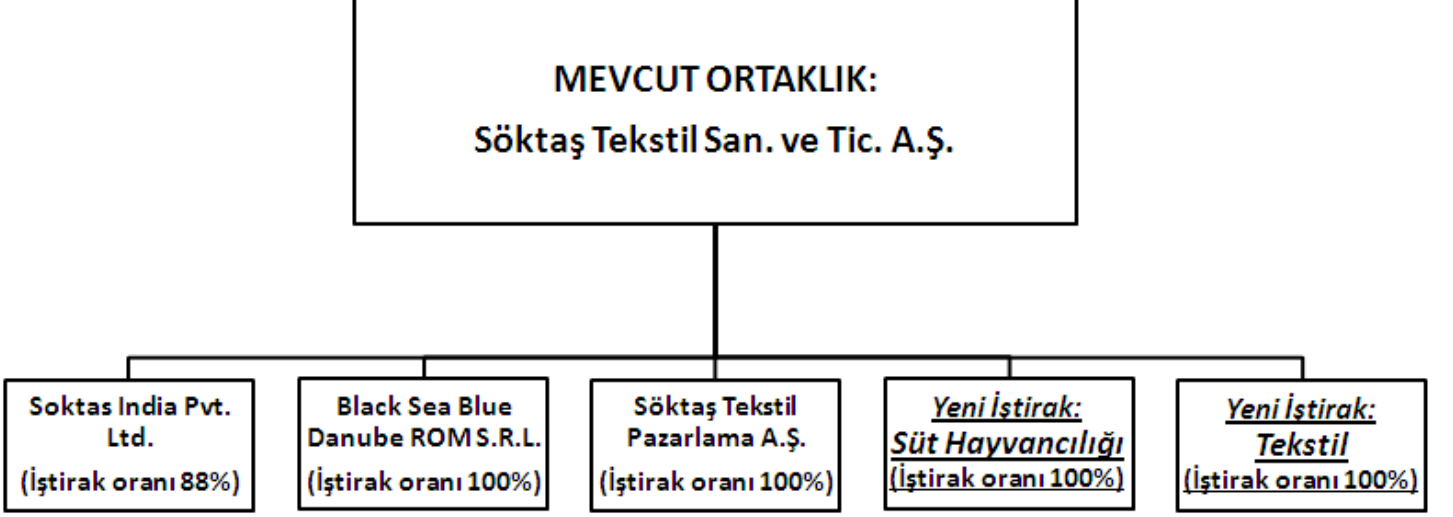 MEVCUT ORTAKLIK:
Söktaş Tekstil San. ve Tic. A.Ş.
Soktas India Pvt.
Ltd.
(İştirak oranı 88%)
Black Sea Blue
Danube ROM S.R.L.
(İştirak oranı 100%)
Söktaş Tekstil
Pazarlama A.Ş.
(İştirak oranı 100%)
Yeni İştirak:
Süt Hayvancılığı
(İştirak oranı 100%)
Yeni İştirak:
Tekstil
(İştirak oranı 100%)